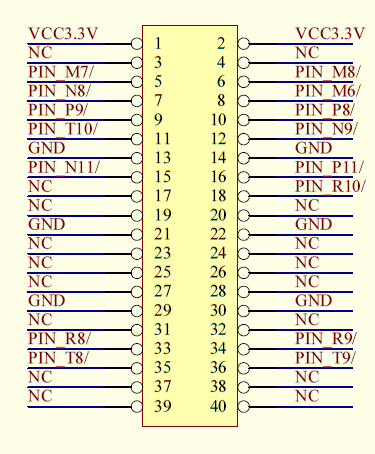 VCC3.3V 1 2 VCC3.3V
NC 3 4 NC
PIN_M7/ 5 6 PIN_M8/
PIN_N8/ 7 8 PIN_M6/
PIN_P9/ 9 10 PIN_P8/
PIN_T10/ 11 12 PIN_N9/
GND 13 14 GND
PIN_N11/ 15 16 PIN_P11/
NC 17 18 PIN_R10/
NC 19 20 NC
GND 21 22 GND
NC 23 24 NC
NC 25 26 NC
NC 27 28 NC
GND 29 30 GND
NC 31 32 NC
PIN_R8/ 33 34 PIN_R9/
PIN_T8/ 35 36 PIN_T9/
NC 37 38 NC
NC 39 40 NC